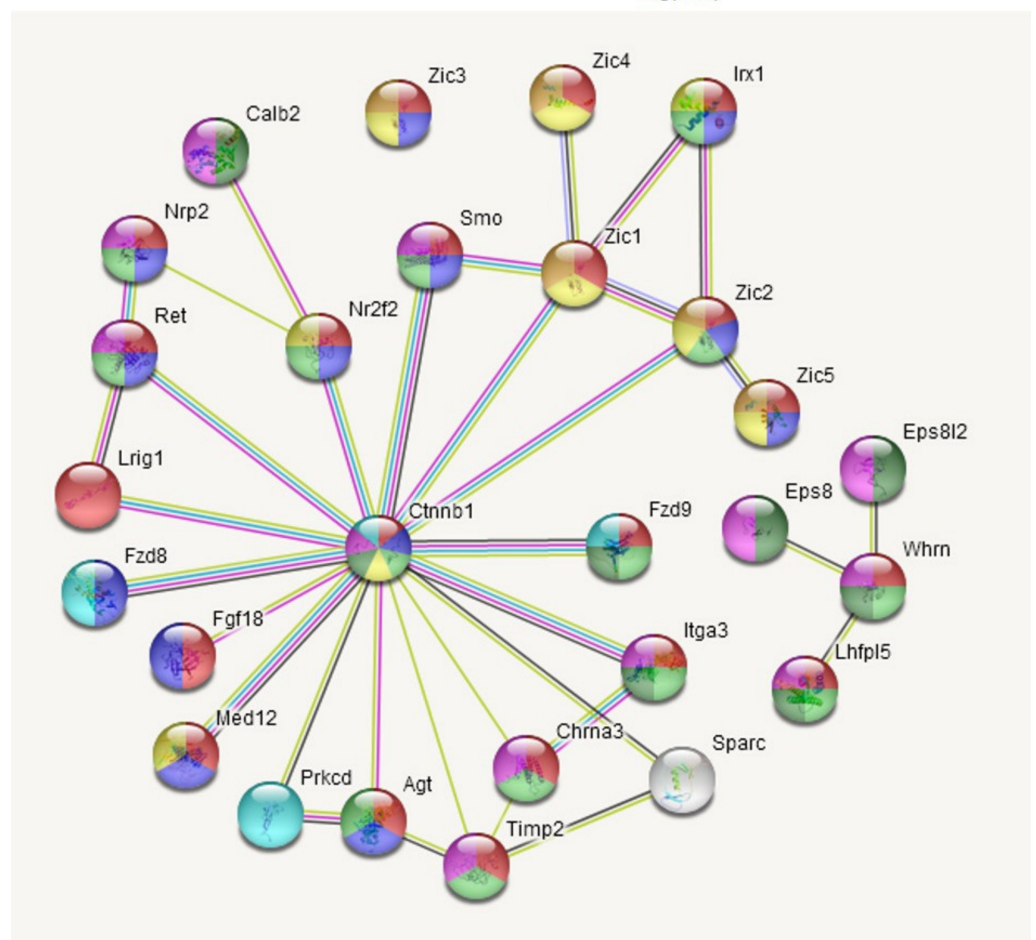 Zic4
Zic3
Irx1
Calb2
Nrp2
Smo
Zic1
Zic2
Nr2f2
Ret
Zic5
Eps8l2
Lrig1
Eps8
Ctnnb1
Fzd9
Whrn
Fzd8
Fgf18
Itga3
Lhfpl5
Med12
Chrna3
Sparc
Prkcd
Agt
Timp2